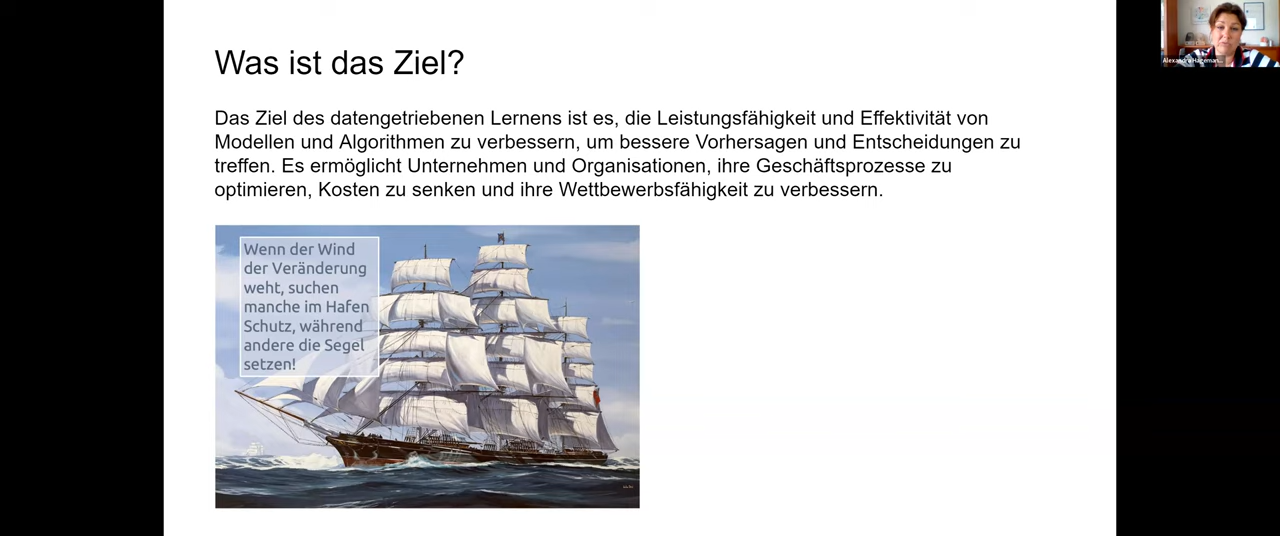 Was ist das Ziel?
Das Ziel des datengetriebenen Lernens ist es, die Leistungsfähigkeit und Effektivität von
Modellen und Algorithmen zu verbessern, um bessere Vorhersagen und Entscheidungen zu
treffen. Es ermöglicht Unternehmen und Organisationen, ihre Geschäftsprozesse zu
optimieren, Kosten zu senken und ihre Wettbewerbsfähigkeit zu verbessern.
Wenn der Wind
der Veränderung
weht, suchen
manche im Hafen
Schutz, während
andere die Segel
setzen!
Alexandra Hageman...